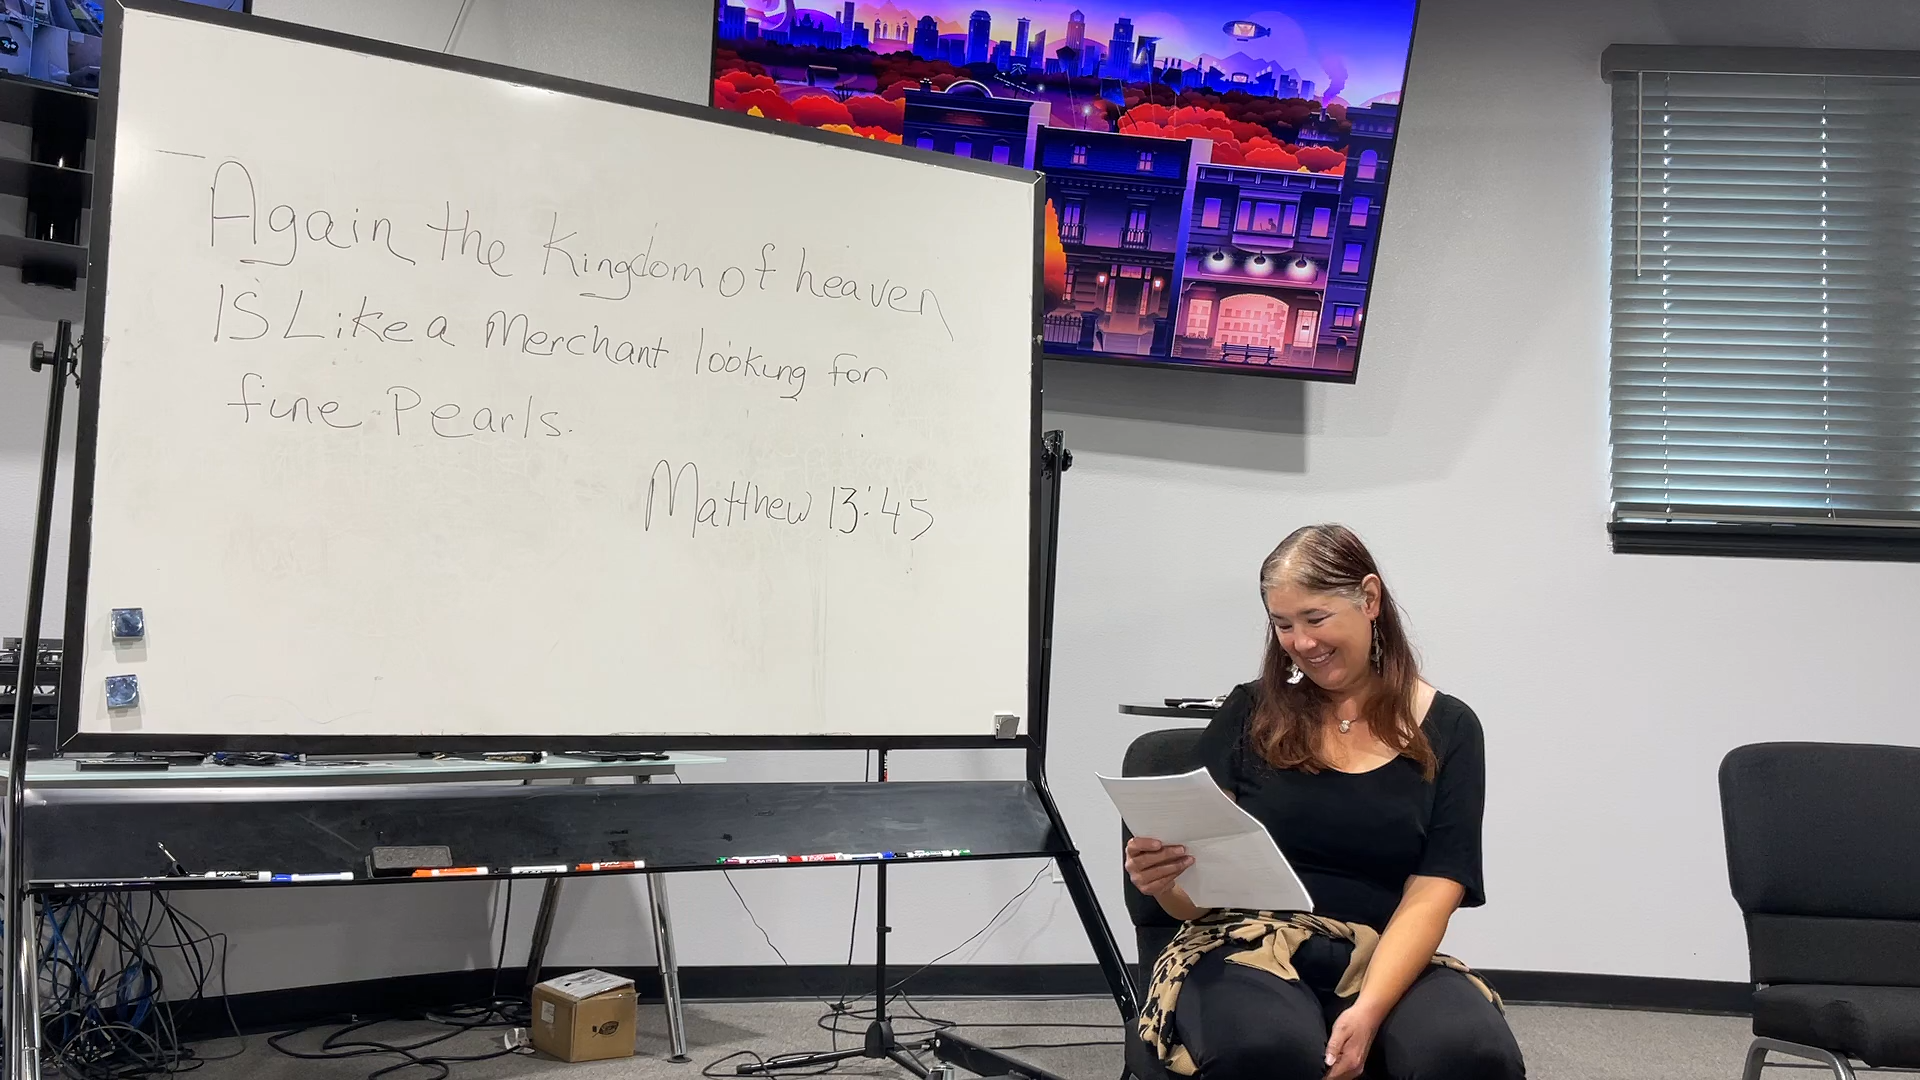 Again the Kingdom of heaven
Is Like a Merchant looking for
fine Pearls.
Matthew 13:45